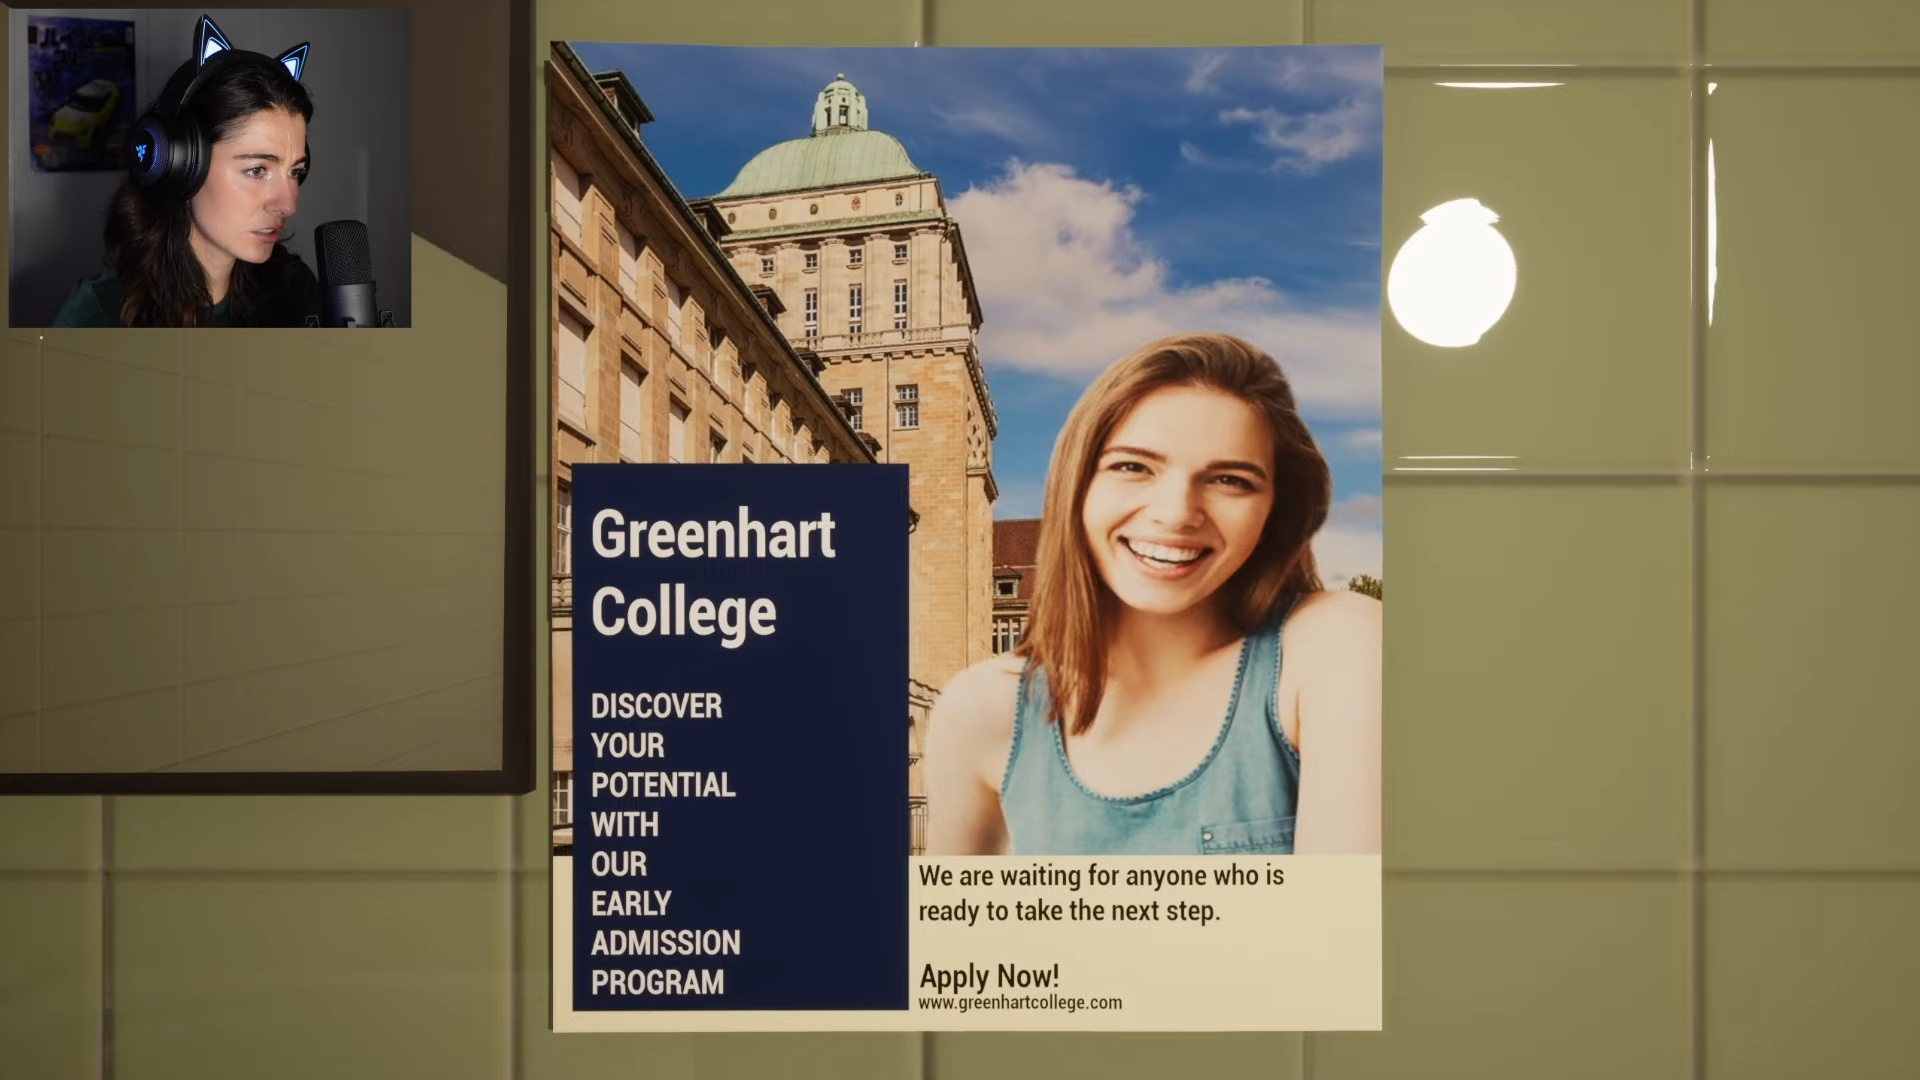 Greenhart
College
DISCOVER
YOUR
POTENTIAL
WITH
OUR
EARLY
ADMISSION
PROGRAM
We are waiting for anyone who is
ready to take the next step.
Apply Now!
www.greenhartcollege.com